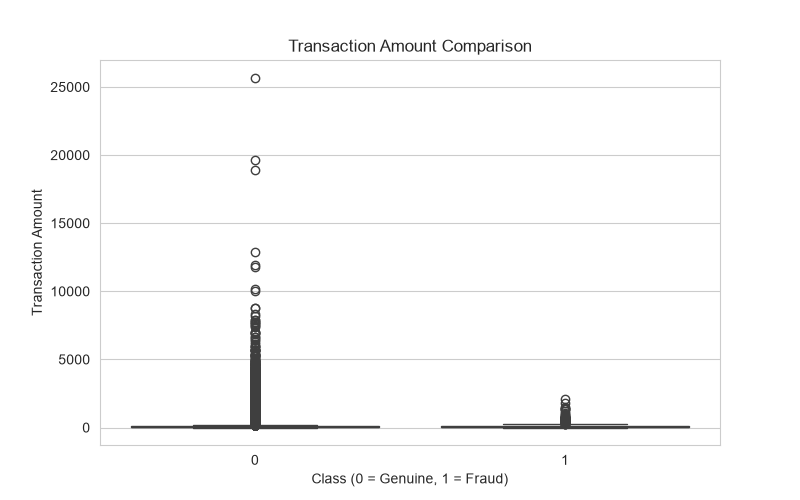 Transaction Amount Comparison
25000
20000
15000
10000
5000
0
Transaction Amount
0 1
Class (0 = Genuine, 1 = Fraud)